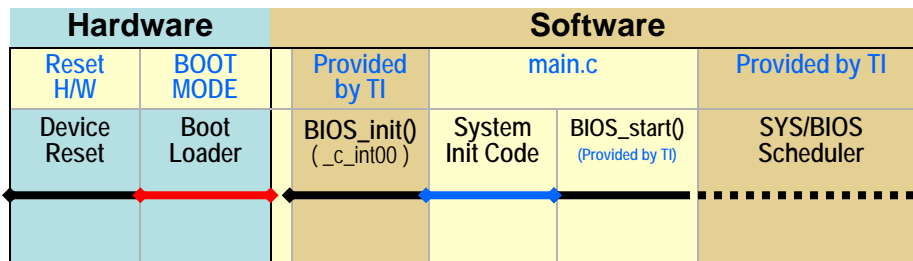 Hardware
Software
Reset
H/W
BOOT
MODE
Provided
by TI
main.c
Provided by TI
Device
Reset
Boot
Loader
BIOS_init()
( _c_int00 )
System
Init Code
BIOS_start()
(Provided by TI)
SYS/BIOS
Scheduler